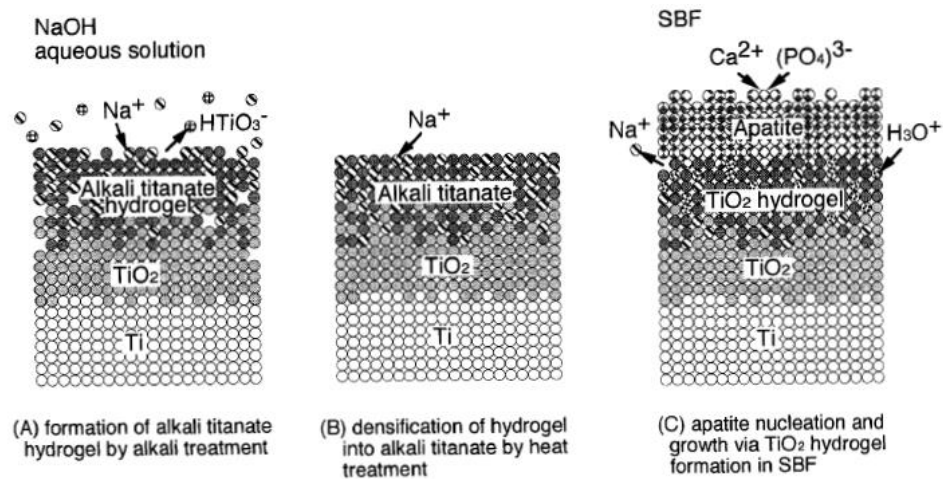 NaOH
aqueous solution
Na+
HTiO3-
Alkali titanate
hydrogel
TiO2
Ti
(A) formation of alkali titanate
hydrogel by alkali treatment
Na+
Alkali titanate
TiO2
Ti
(B) densification of hydrogel
into alkali titanate by heat
treatment
SBF
Ca2+ (PO4)3-
Na+
Apatite
H3O+
TiO2 hydrogel
TiO2
Ti
(C) apatite nucleation and
growth via TiO2 hydrogel
formation in SBF